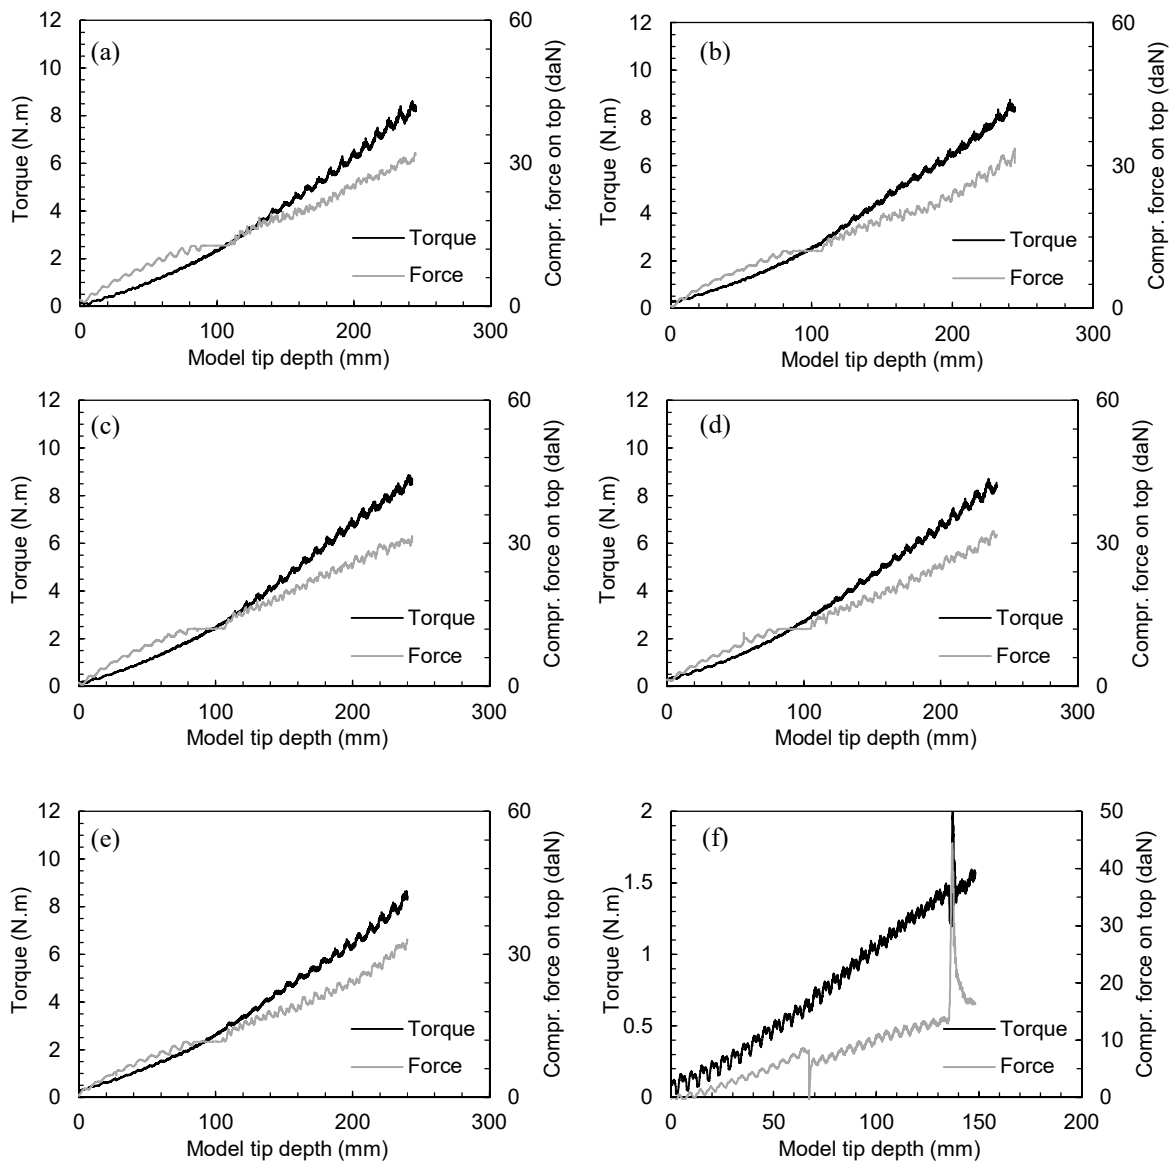 (a)
12
10
8
6
4
2
0
Torque (N.m)
60
30
0
Compr. force on top (daN)
Torque
Force
0 100 200 300
Model tip depth (mm)
(b)
12
10
8
6
4
2
0
Torque (N.m)
60
30
0
Compr. force on top (daN)
Torque
Force
0 100 200 300
Model tip depth (mm)
(c)
12
10
8
6
4
2
0
Torque (N.m)
60
30
0
Compr. force on top (daN)
Torque
Force
0 100 200 300
Model tip depth (mm)
(d)
12
10
8
6
4
2
0
Torque (N.m)
60
30
0
Compr. force on top (daN)
Torque
Force
0 100 200 300
Model tip depth (mm)
(e)
12
10
8
6
4
2
0
Torque (N.m)
60
30
0
Compr. force on top (daN)
Torque
Force
0 100 200 300
Model tip depth (mm)
(f)
2
1.5
1
0.5
0
Torque (N.m)
50
40
30
20
10
0
Compr. force on top (daN)
Torque
Force
0 50 100 150 200
Model tip depth (mm)